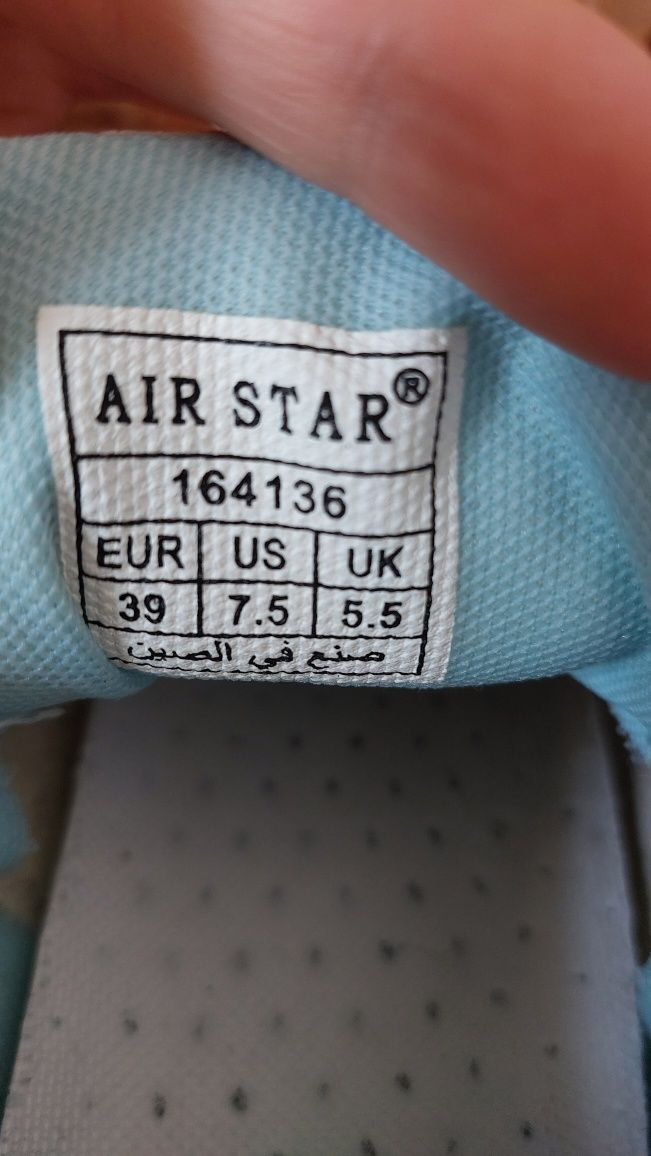 AIR STAR®
164136
EUR US UK
39 7.5 5.5
صنع في الصين